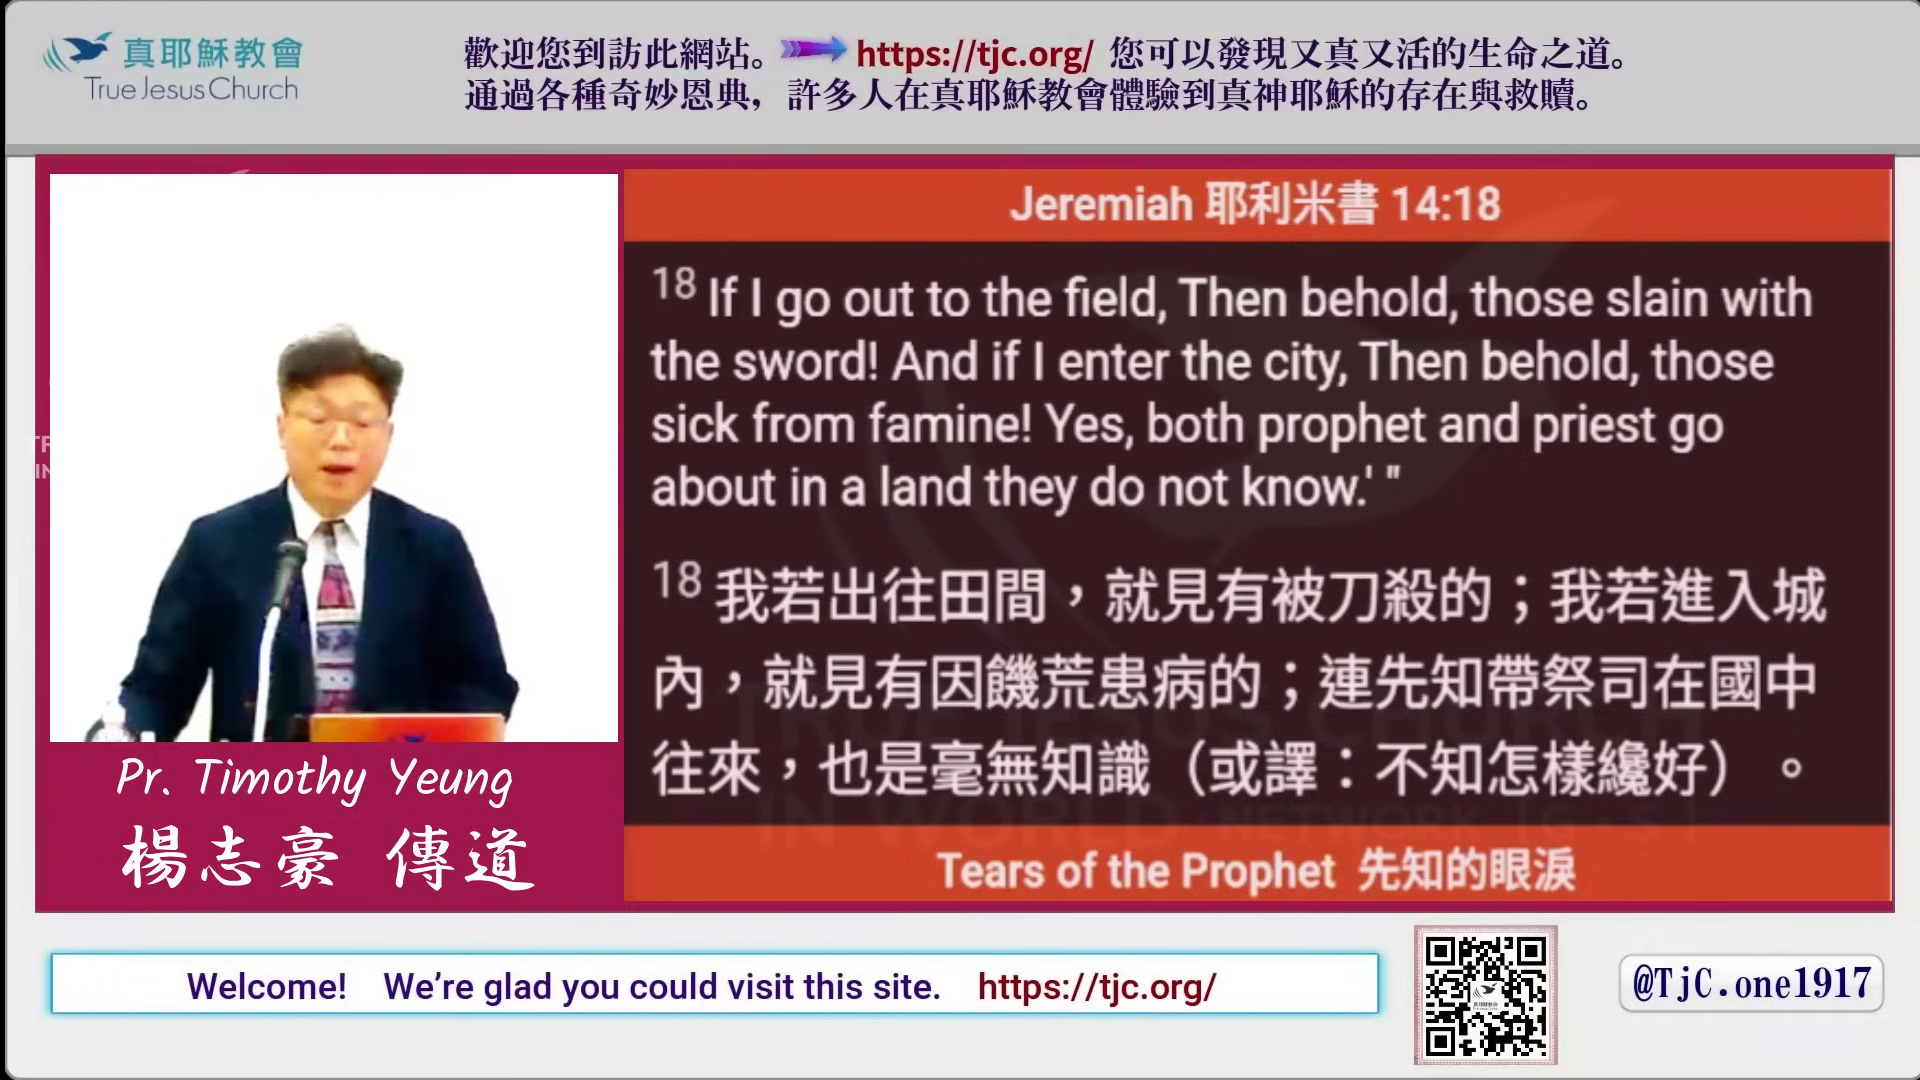 真耶穌教會
True Jesus Church
歡迎您到訪此網站。 https://tjc.org/ 您可以發現又真又活的生命之道。
通過各種奇妙恩典，許多人在真耶穌教會體驗到真神耶穌的存在與救贖。
Jeremiah 耶利米書 14:18
18 If I go out to the field, Then behold, those slain with
the sword! And if I enter the city, Then behold, those
sick from famine! Yes, both prophet and priest go
about in a land they do not know.' "
18 我若出往田間，就見有被刀殺的；我若進入城
內，就見有因饑荒患病的；連先知帶祭司在國中
往來，也是毫無知識（或譯：不知怎樣纔好）。
Tears of the Prophet 先知的眼淚
Pr. Timothy Yeung
楊志豪 傳道
Welcome! We’re glad you could visit this site. https://tjc.org/
@TjC.one1917